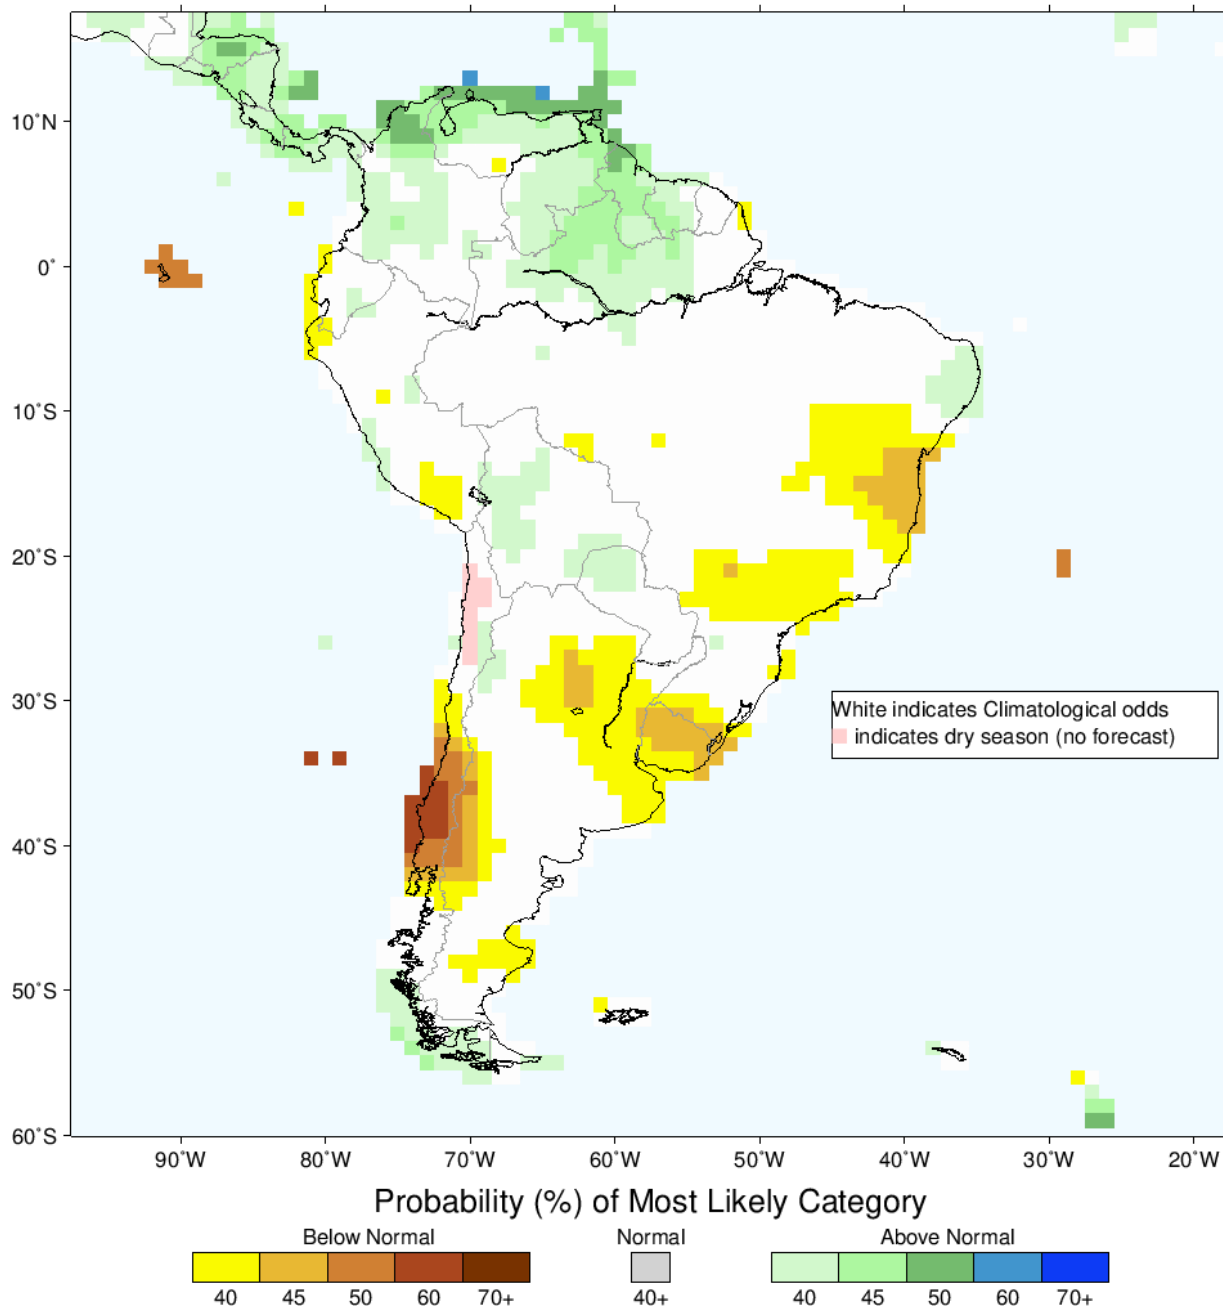 10˚N
0˚
10˚S
20˚S
30˚S
40˚S
50˚S
60˚S
White indicates Climatological odds
indicates dry season (no forecast)
90˚W 80˚W 70˚W 60˚W 50˚W 40˚W 30˚W 20˚W
Probability (%) of Most Likely Category
Below Normal Normal Above Normal
40 45 50 60 70+ 40+ 40 45 50 60 70+